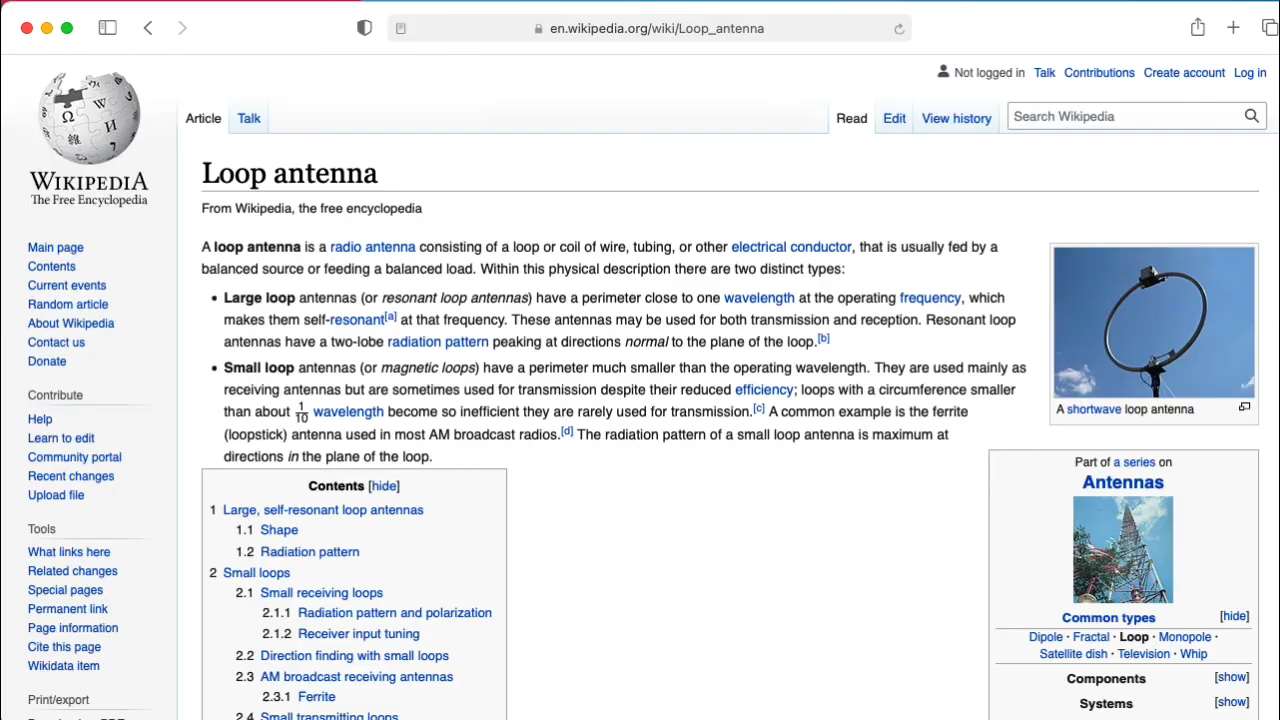 en.wikipedia.org/wiki/Loop_antenna
Not logged in Talk Contributions Create account Log in
Article Talk Read Edit View history Search Wikipedia
WIKIPEDIA
The Free Encyclopedia
Main page
Contents
Current events
Random article
About Wikipedia
Contact us
Donate
Contribute
Help
Learn to edit
Community portal
Recent changes
Upload file
Tools
What links here
Related changes
Special pages
Permanent link
Page information
Cite this page
Wikidata item
Print/export
Loop antenna
From Wikipedia, the free encyclopedia
A loop antenna is a radio antenna consisting of a loop or coil of wire, tubing, or other electrical conductor, that is usually fed by a
balanced source or feeding a balanced load. Within this physical description there are two distinct types:
• Large loop antennas (or resonant loop antennas) have a perimeter close to one wavelength at the operating frequency, which
makes them self-resonant[a] at that frequency. These antennas may be used for both transmission and reception. Resonant loop
antennas have a two-lobe radiation pattern peaking at directions normal to the plane of the loop.[b]
• Small loop antennas (or magnetic loops) have a perimeter much smaller than the operating wavelength. They are used mainly as
receiving antennas but are sometimes used for transmission despite their reduced efficiency; loops with a circumference smaller
than about 1/10 wavelength become so inefficient they are rarely used for transmission.[c] A common example is the ferrite
(loopstick) antenna used in most AM broadcast radios.[d] The radiation pattern of a small loop antenna is maximum at
directions in the plane of the loop.
Contents [hide]
1 Large, self-resonant loop antennas
1.1 Shape
1.2 Radiation pattern
2 Small loops
2.1 Small receiving loops
2.1.1 Radiation pattern and polarization
2.1.2 Receiver input tuning
2.2 Direction finding with small loops
2.3 AM broadcast receiving antennas
2.3.1 Ferrite
2.4 Small transmitting loops
A shortwave loop antenna
Part of a series on
Antennas
Common types [hide]
Dipole · Fractal · Loop · Monopole ·
Satellite dish · Television · Whip
Components [show]
Systems [show]